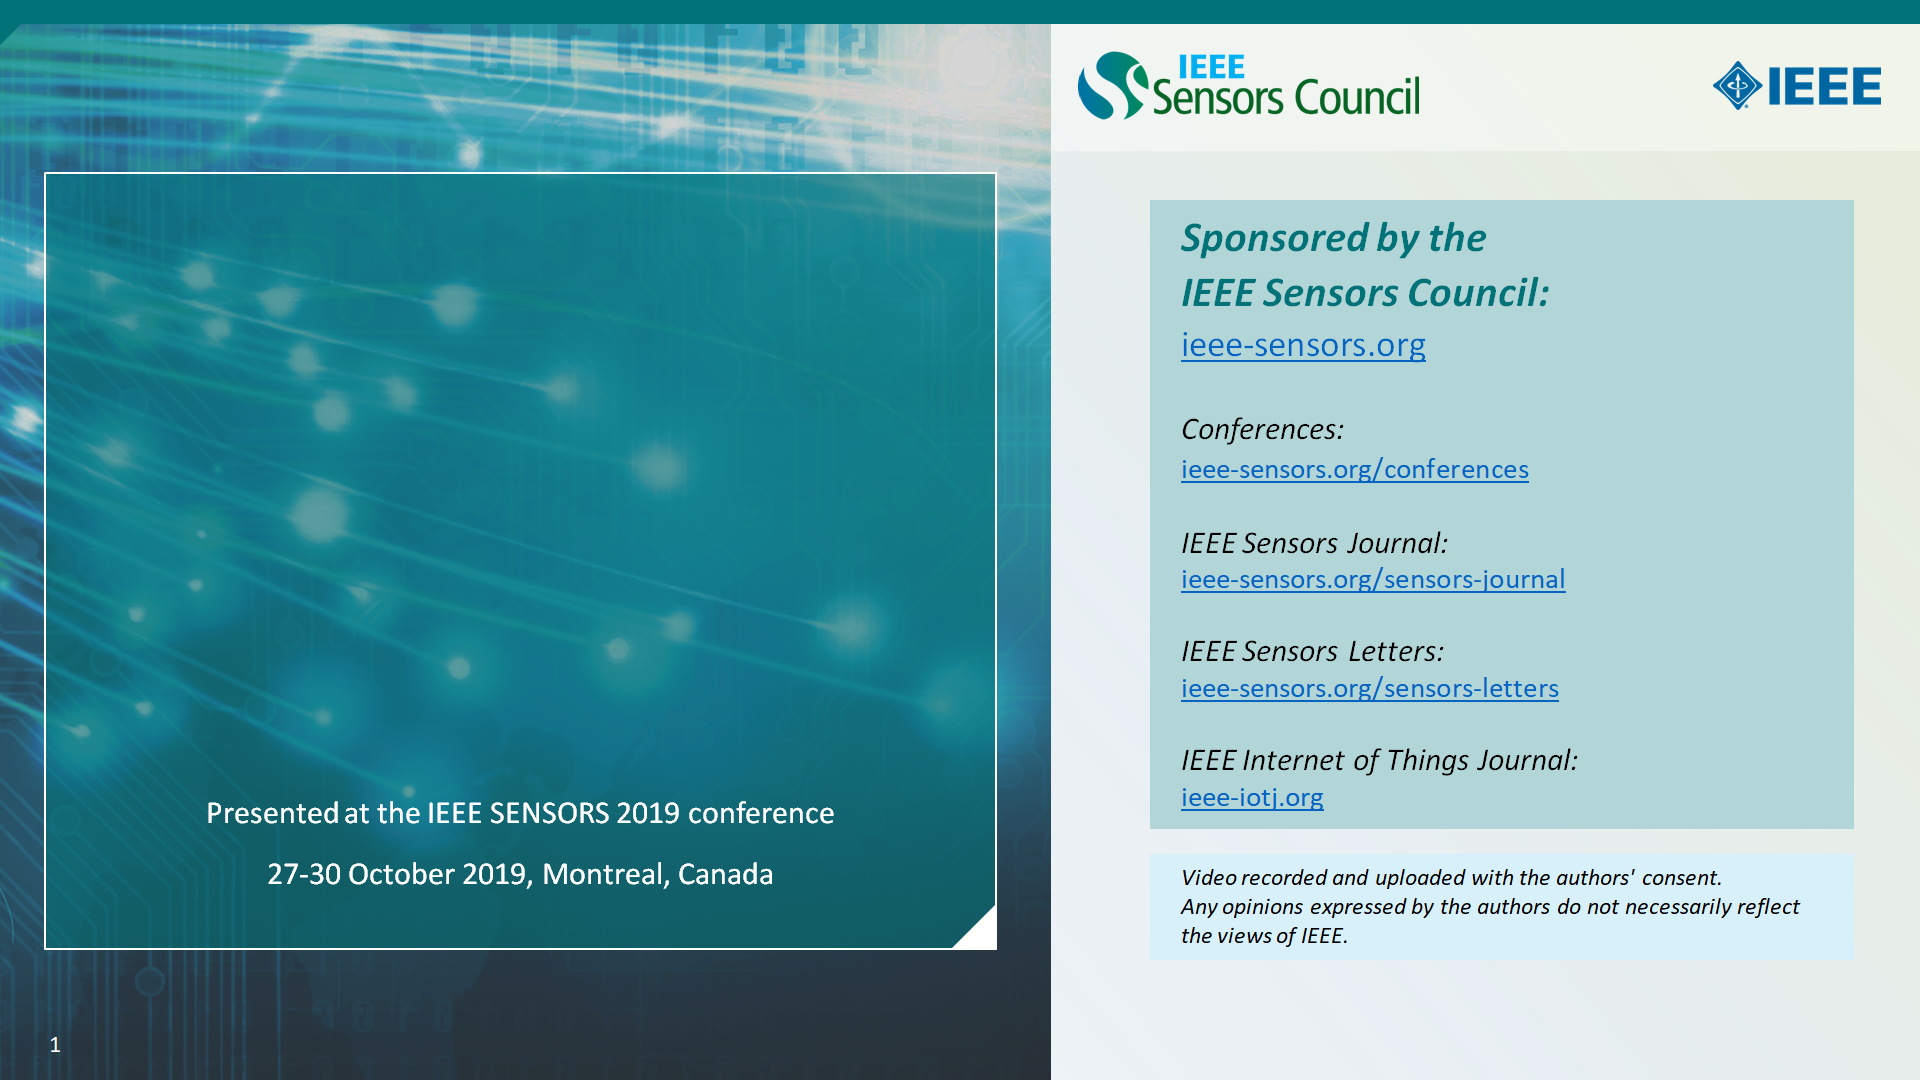 Presented at the IEEE SENSORS 2019 conference
27-30 October 2019, Montreal, Canada
1
IEEE
Sensors Council
IEEE
Sponsored by the
IEEE Sensors Council:
ieee-sensors.org
Conferences:
ieee-sensors.org/conferences
IEEE Sensors Journal:
ieee-sensors.org/sensors-journal
IEEE Sensors Letters:
ieee-sensors.org/sensors-letters
IEEE Internet of Things Journal:
ieee-iotj.org
Video recorded and uploaded with the authors' consent.
Any opinions expressed by the authors do not necessarily reflect
the views of IEEE.